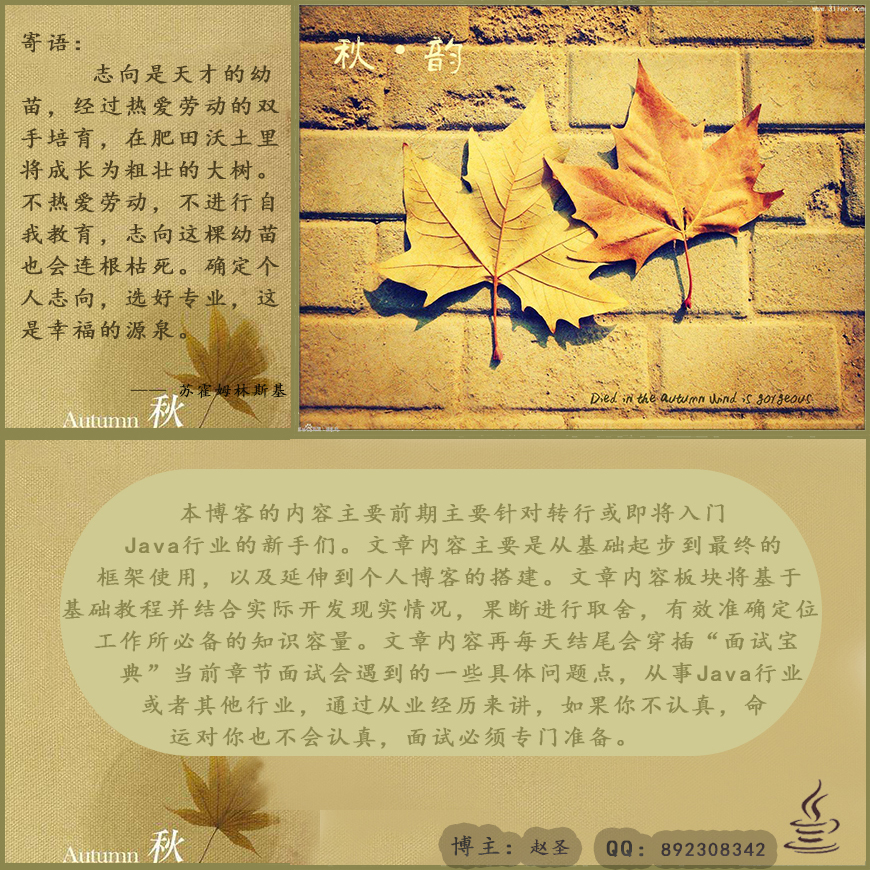 寄语:
志向是天才的幼
苗, 经过热爱劳动的双
手培育, 在肥田沃土里
将成长为粗壮的大树。
不热爱劳动, 不进行自
我教育, 志向这棵幼苗
也会连根枯死。确定个
人志向, 选好专业, 这
是幸福的源泉。
—— 苏霍姆林斯基
Autumn 秋
秋·韵
Died in the autumn wind is gorgeous
本博客的内容主要前期主要针对转行或即将入门
Java行业的新手们。文章内容主要是从基础起步到最终的
框架使用, 以及延伸到个人博客的搭建。文章内容板块将基于
基础教程并结合实际开发现实情况, 果断进行取舍, 有效准确定位
工作所必备的知识容量。文章内容再每天结尾会穿插“面试宝
典”当前章节面试会遇到的一些具体问题点, 从事Java行业
或者其他行业, 通过从业经历来讲, 如果你不认真, 命
运对你也不会认真, 面试必须专门准备。
Autumn 秋
博主: 赵圣
QQ: 892308342